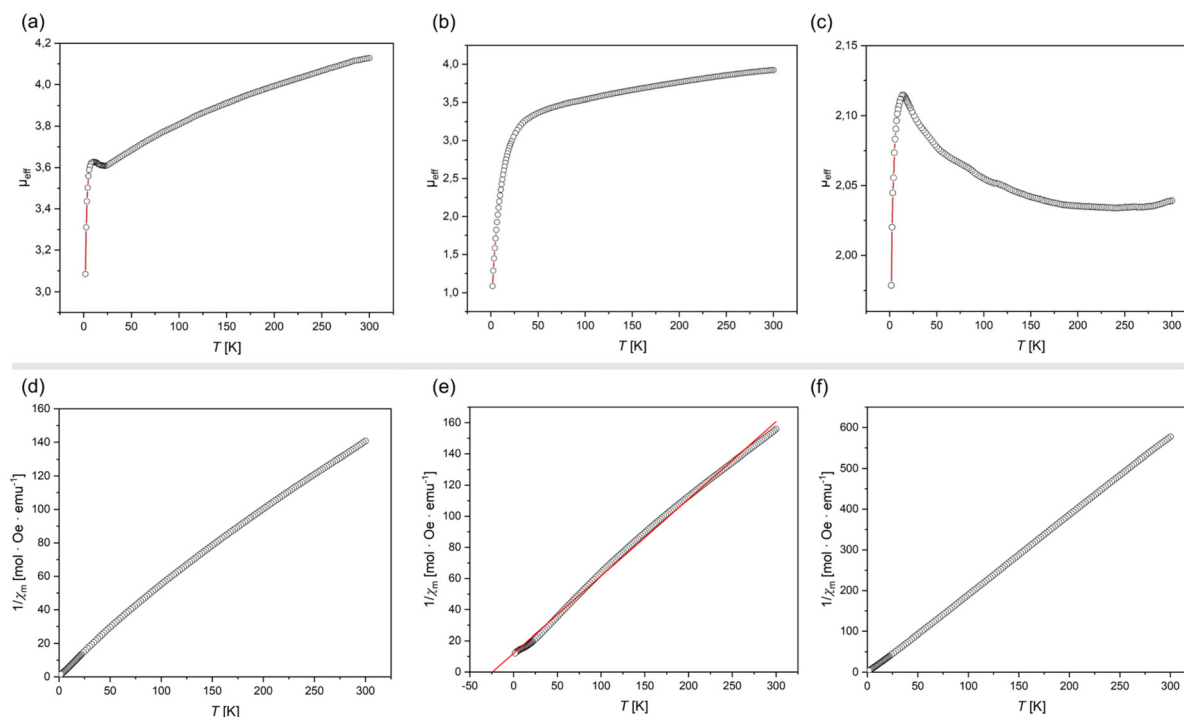 (a)
4,2
4,0
3,8
3,6
3,4
3,2
3,0
μeff
0 50 100 150 200 250 300
T [K]
(b)
4,0
3,5
3,0
2,5
2,0
1,5
1,0
μeff
0 50 100 150 200 250 300
T [K]
(c)
2,15
2,10
2,05
2,00
μeff
0 50 100 150 200 250 300
T [K]
(d)
160
140
120
100
80
60
40
20
0
1/χm [mol · Oe · emu⁻¹]
0 50 100 150 200 250 300
T [K]
(e)
160
140
120
100
80
60
40
20
0
1/χm [mol · Oe · emu⁻¹]
-50 0 50 100 150 200 250 300
T [K]
(f)
600
500
400
300
200
100
0
1/χm [mol · Oe · emu⁻¹]
0 50 100 150 200 250 300
T [K]